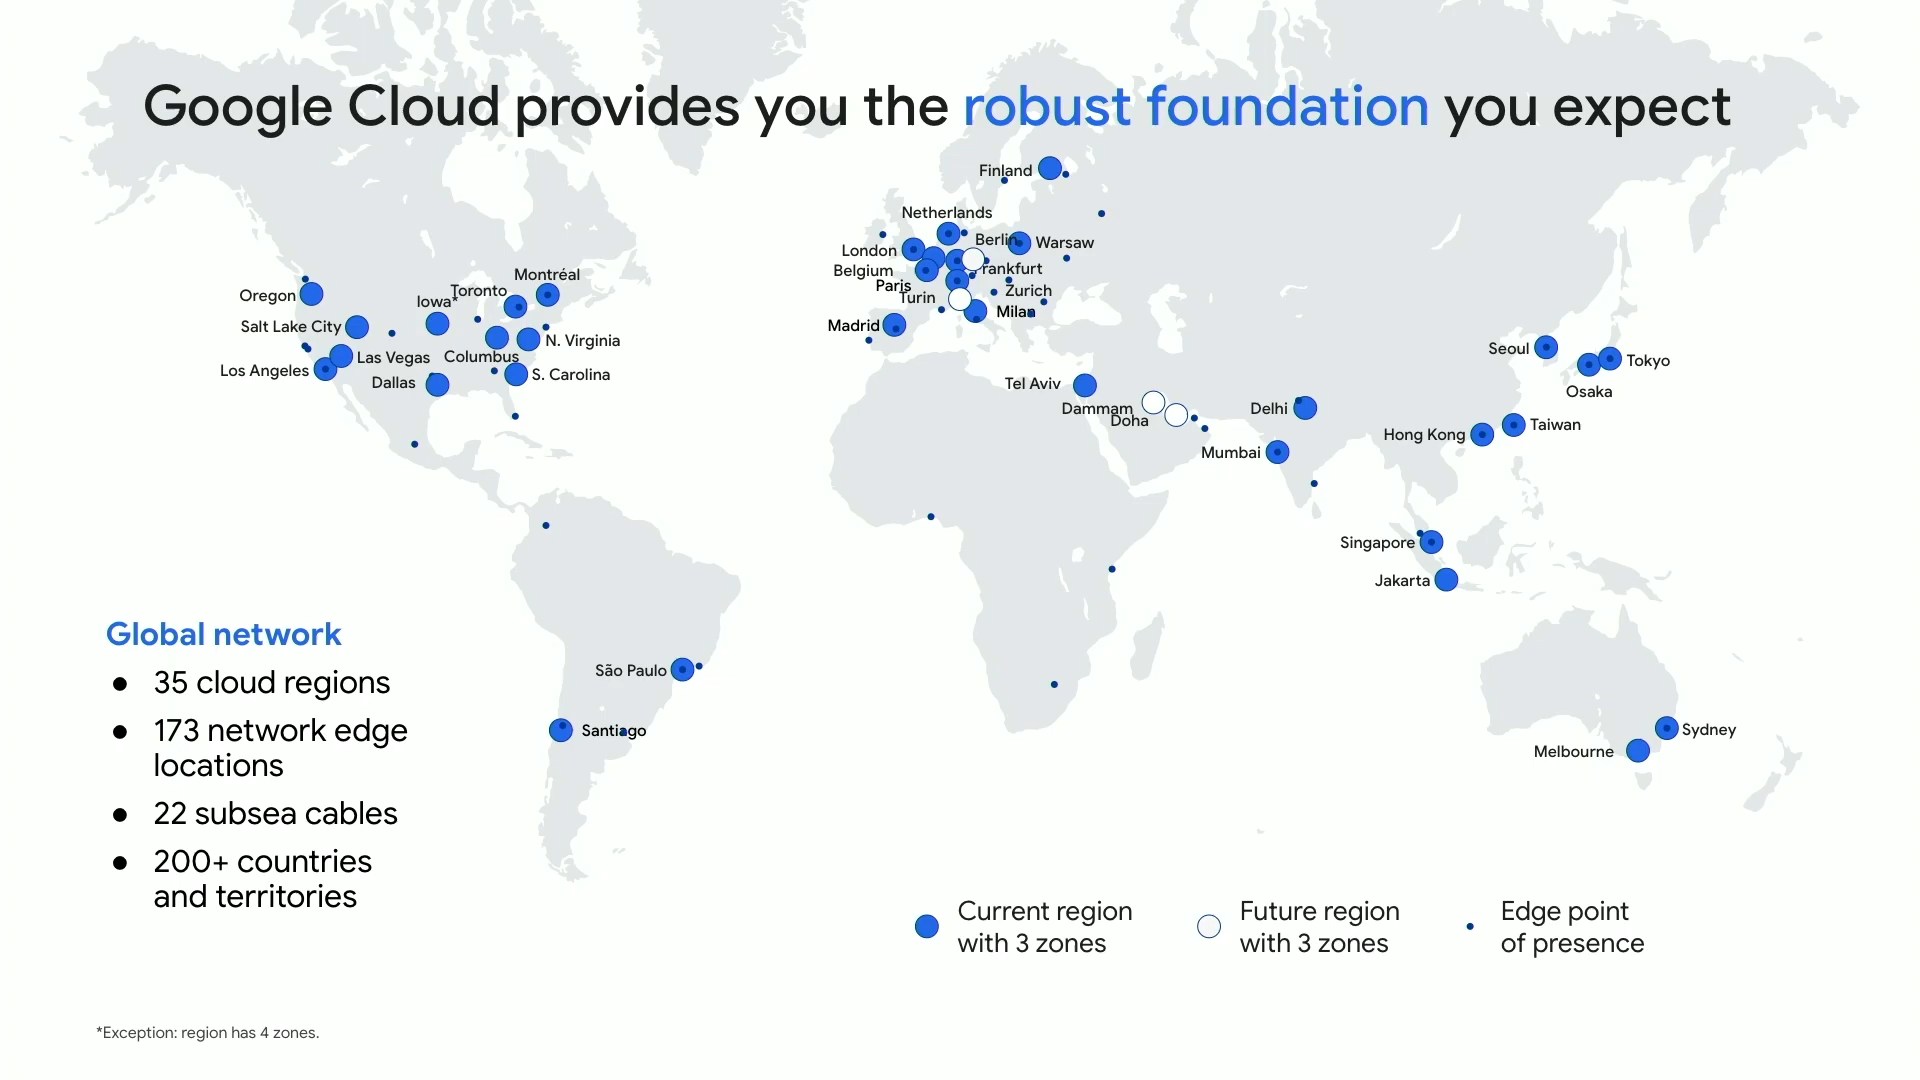 Google Cloud provides you the robust foundation you expect
Finland
Netherlands
Berlin
Warsaw
London
Belgium
rankfurt
Paris
Zurich
Turin
Milan
Madrid
Montréal
Toronto
Iowa*
Oregon
Salt Lake City
N. Virginia
Las Vegas
Columbus
Los Angeles
Dallas
S. Carolina
Tel Aviv
Dammam
Doha
Delhi
Mumbai
Seoul
Tokyo
Osaka
Taiwan
Hong Kong
Singapore
Jakarta
São Paulo
Santiago
Sydney
Melbourne
Global network
● 35 cloud regions
● 173 network edge
locations
● 22 subsea cables
● 200+ countries
and territories
Current region
with 3 zones
Future region
with 3 zones
Edge point
of presence
*Exception: region has 4 zones.